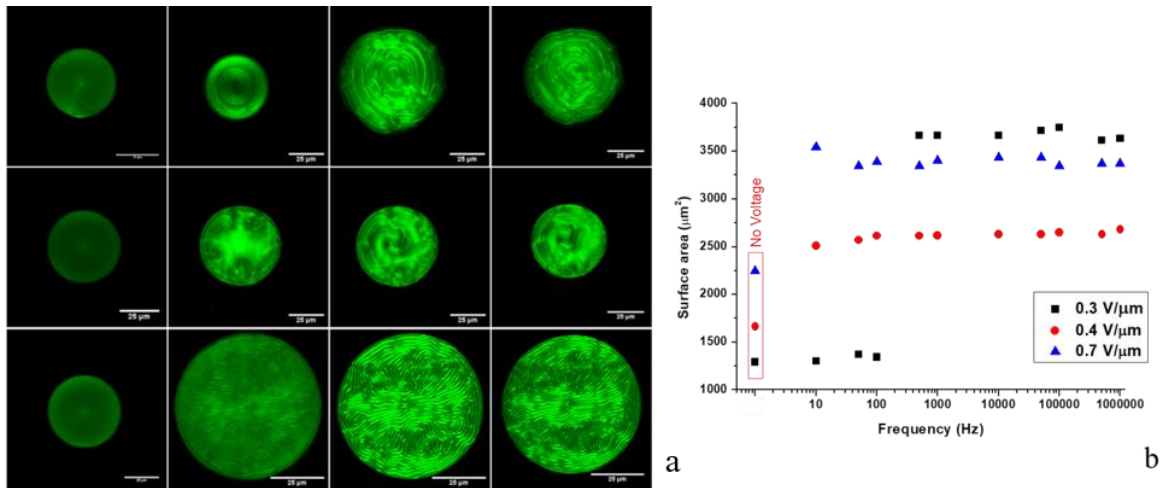 25 µm
25 µm
25 µm
25 µm
25 µm
25 µm
25 µm
25 µm
25 µm
25 µm
a
4000
3500
3000
2500
2000
1500
1000
Surface area (µm²)
No Voltage
10
100
1000
10000
100000
1000000
Frequency (Hz)
0.3 V/µm
0.4 V/µm
0.7 V/µm
b